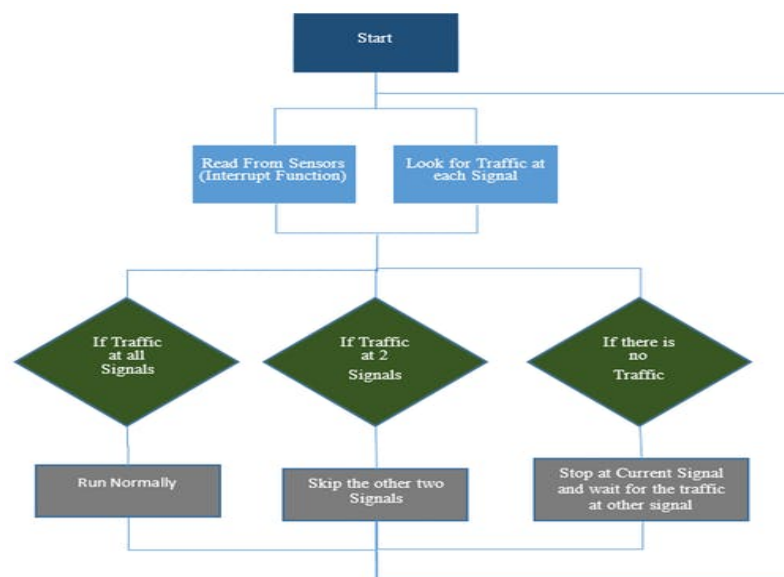 Start
Read From Sensors
(Interrupt Function)
Look for Traffic at
each Signal
If Traffic
at all
Signals
If Traffic
at 2
Signals
If there is
no
Traffic
Run Normally
Skip the other two
Signals
Stop at Current Signal
and wait for the traffic
at other signal